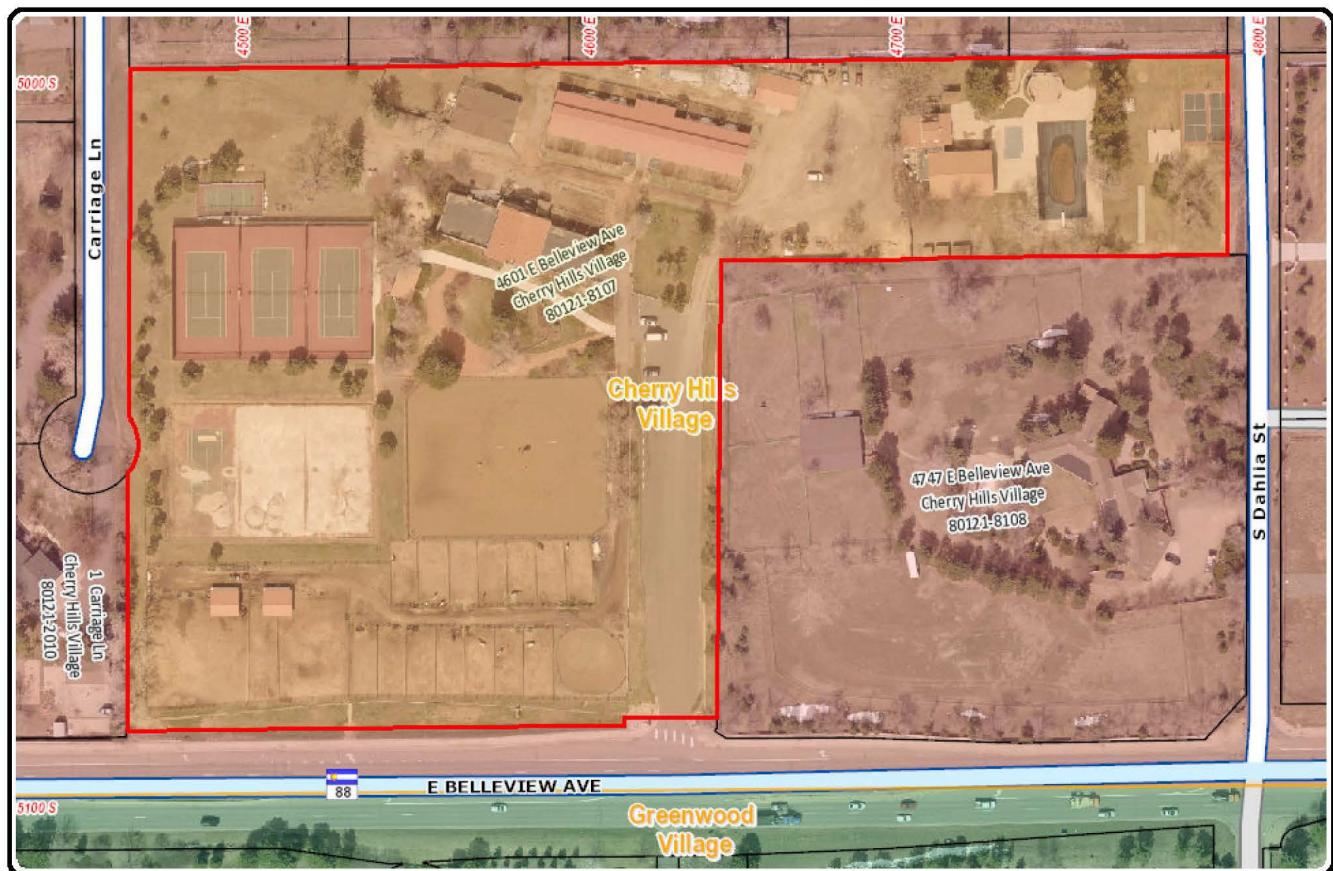 4500 E
4600 E
4700 E
4800 E
5000 S
Carriage Ln
4601 E Belleview Ave
Cherry Hills Village
80121-8107
Cherry Hills
Village
4747 E Belleview Ave
Cherry Hills Village
80121-8108
S Dahlia St
1 Carriage Ln
Cherry Hills Village
80121-2010
88
E BELLEVIEW AVE
5100 S
Greenwood
Village